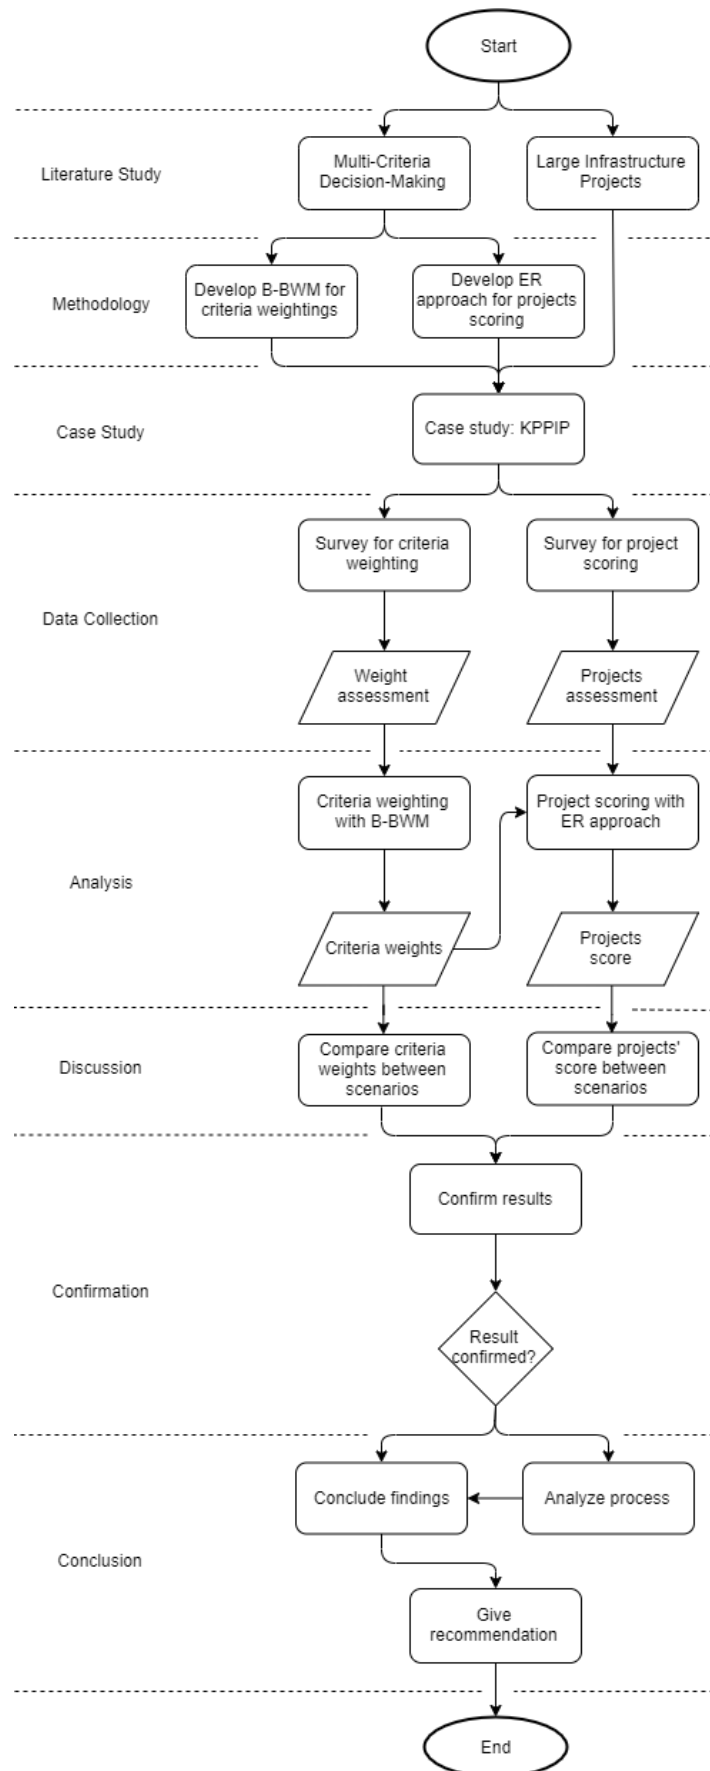 Start
Literature Study
Multi-Criteria
Decision-Making
Large Infrastructure
Projects
Methodology
Develop B-BWM for
criteria weightings
Develop ER
approach for projects
scoring
Case Study
Case study: KPPIP
Data Collection
Survey for criteria
weighting
Survey for project
scoring
Weight
assessment
Projects
assessment
Analysis
Criteria weighting
with B-BWM
Project scoring with
ER approach
Criteria weights
Projects
score
Discussion
Compare criteria
weights between
scenarios
Compare projects'
score between
scenarios
Confirmation
Confirm results
Result
confirmed?
Conclusion
Conclude findings
Analyze process
Give
recommendation
End